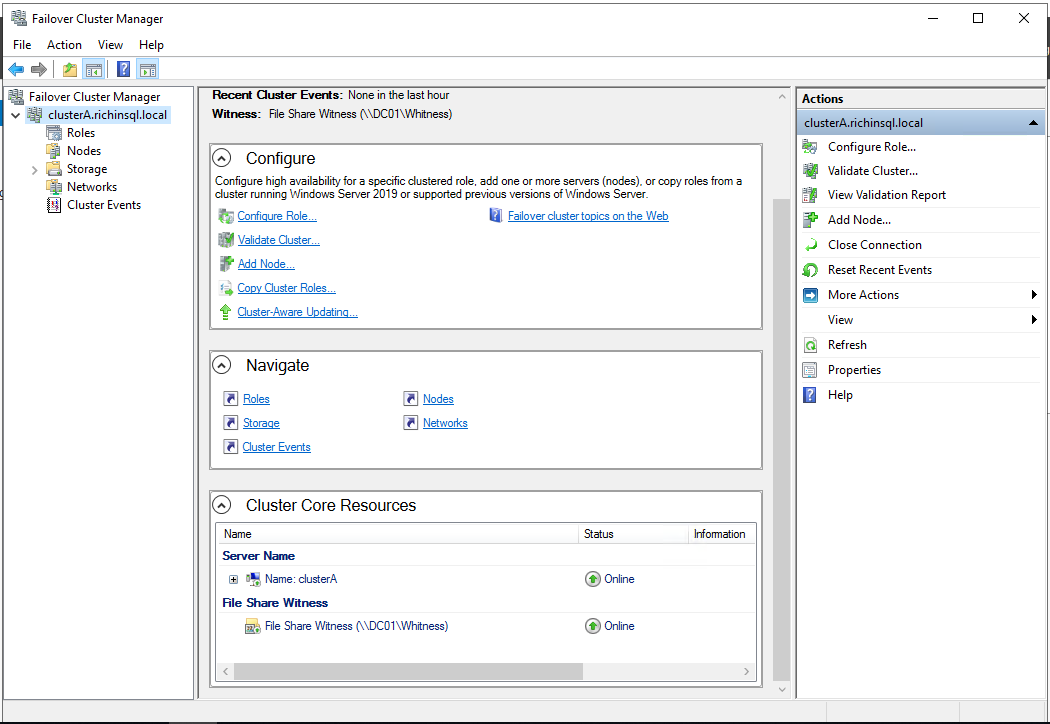 Failover Cluster Manager
File Action View Help
Failover Cluster Manager
clusterA.richinsql.local
Roles
Nodes
Storage
Networks
Cluster Events
Recent Cluster Events: None in the last hour
Witness: File Share Witness (\\DC01\Whitness)
Configure
Configure high availability for a specific clustered role, add one or more servers (nodes), or copy roles from a
cluster running Windows Server 2019 or supported previous versions of Windows Server.
Configure Role...
Failover cluster topics on the Web
Validate Cluster...
Add Node...
Copy Cluster Roles...
Cluster-Aware Updating...
Navigate
Roles
Nodes
Storage
Networks
Cluster Events
Cluster Core Resources
Name Status Information
Server Name
Name: clusterA Online
File Share Witness
File Share Witness (\\DC01\Whitness) Online
Actions
clusterA.richinsql.local
Configure Role...
Validate Cluster...
View Validation Report
Add Node...
Close Connection
Reset Recent Events
More Actions
View
Refresh
Properties
Help